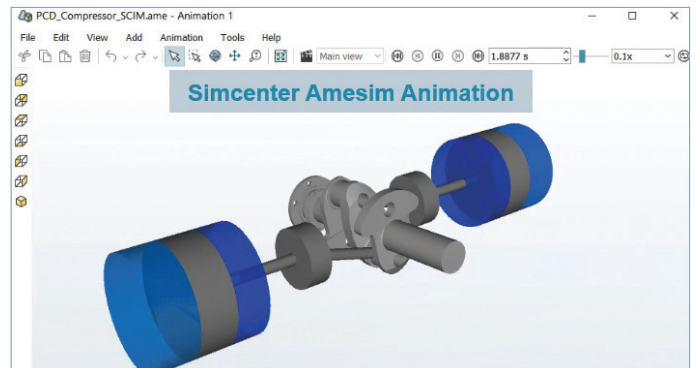 PCD_Compressor_SCIM.ame - Animation 1
File Edit View Add Animation Tools Help
Main view 1.8877 s 0.1x
Simcenter Amesim Animation